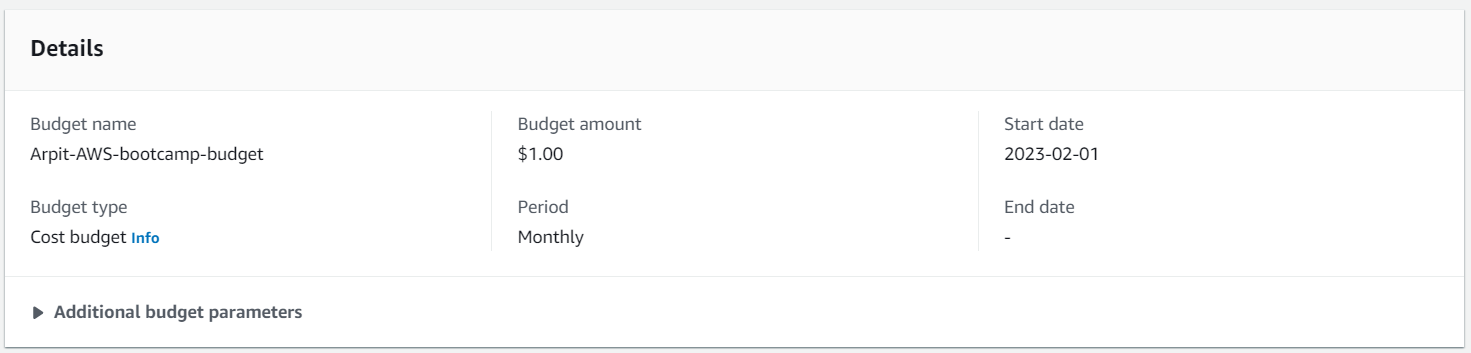 Details
Budget name
Arpit-AWS-bootcamp-budget
Budget type
Cost budget Info
Budget amount
$1.00
Period
Monthly
Start date
2023-02-01
End date
-
Additional budget parameters